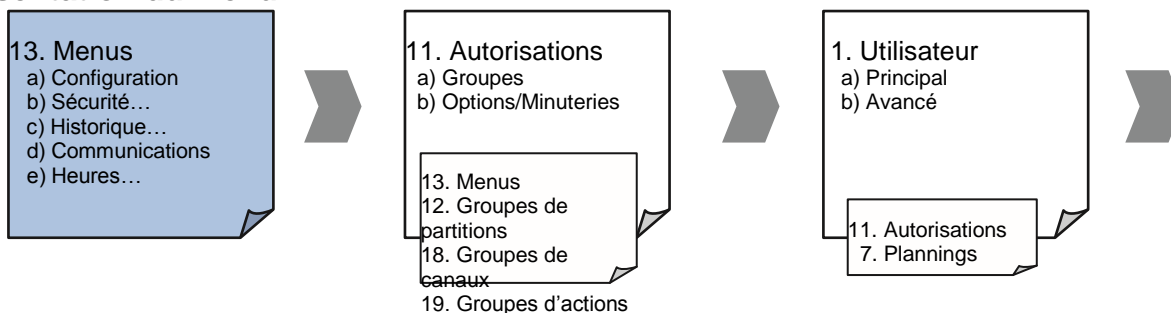 13. Menus
a) Configuration
b) Sécurité…
c) Historique…
d) Communications
e) Heures…
11. Autorisations
a) Groupes
b) Options/Minuteries
13. Menus
12. Groupes de
partitions
18. Groupes de
canaux
19. Groupes d'actions
1. Utilisateur
a) Principal
b) Avancé
11. Autorisations
7. Plannings